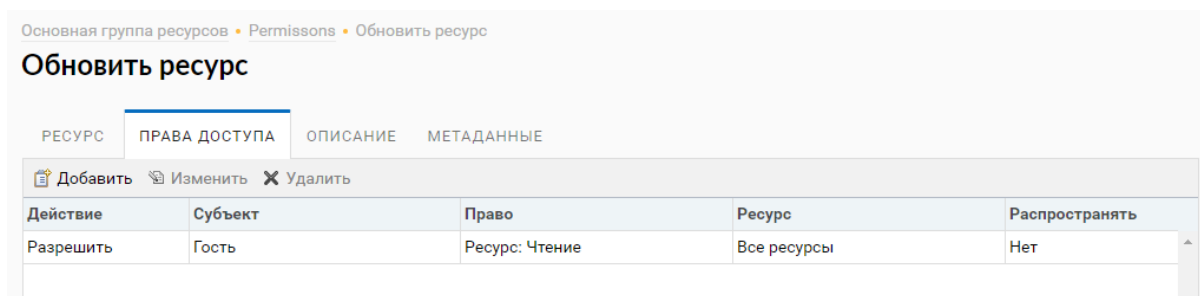 Основная группа ресурсов • Permissons • Обновить ресурс
Обновить ресурс
РЕСУРС ПРАВА ДОСТУПА ОПИСАНИЕ МЕТАДАННЫЕ
Добавить Изменить Удалить
Действие Субъект Право Ресурс Распространять
Разрешить Гость Ресурс: Чтение Все ресурсы Нет